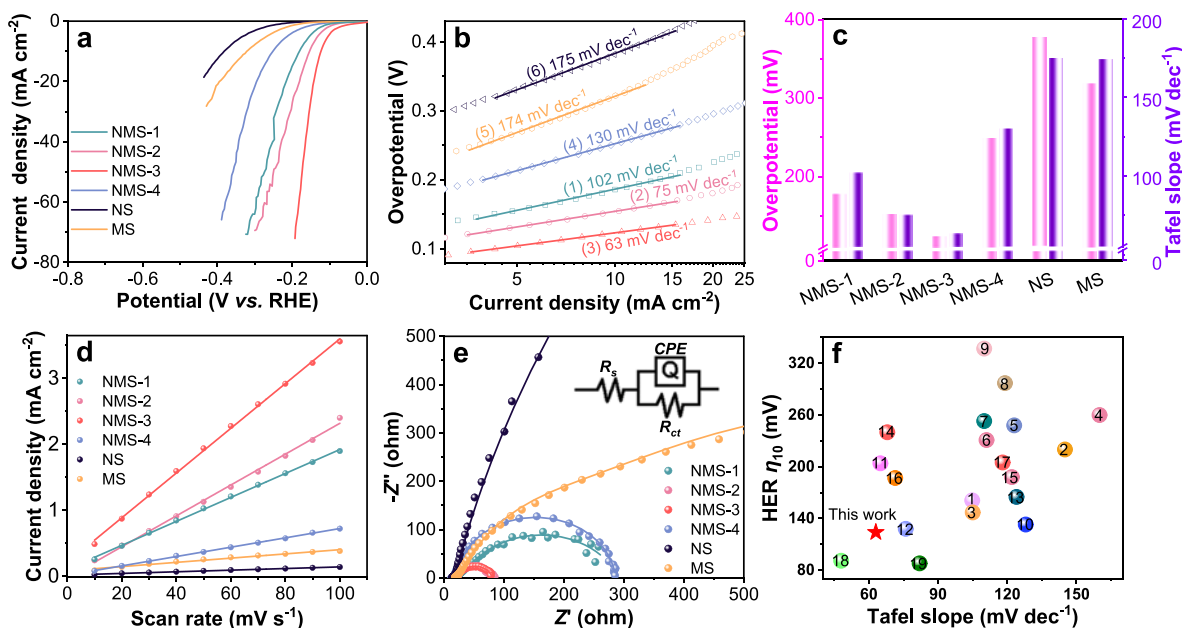 a
Current density (mA cm⁻²)
0
-20
-40
-60
-80
NMS-1
NMS-2
NMS-3
NMS-4
NS
MS
-0.8
-0.6
-0.4
-0.2
0.0
Potential (V vs. RHE)
b
Overpotential (V)
0.4
0.3
0.2
0.1
(6) 175 mV dec⁻¹
(5) 174 mV dec⁻¹
(4) 130 mV dec⁻¹
(1) 102 mV dec⁻¹
(2) 75 mV dec⁻¹
(3) 63 mV dec⁻¹
5
10
15
20
25
Current density (mA cm⁻²)
c
Overpotential (mV)
400
300
200
0
Tafel slope (mV dec⁻¹)
200
150
100
50
0
NMS-1
NMS-2
NMS-3
NMS-4
NS
MS
d
Current density (mA cm⁻²)
3
2
1
0
NMS-1
NMS-2
NMS-3
NMS-4
NS
MS
0
20
40
60
80
100
Scan rate (mV s⁻¹)
e
-Z'' (ohm)
500
400
300
200
100
0
CPE
Rs
Q
Rct
NMS-1
NMS-2
NMS-3
NMS-4
NS
MS
0
100
200
300
400
500
Z' (ohm)
f
HER η₁₀ (mV)
320
260
200
140
80
9
8
4
7
5
14
6
2
11
17
16
15
1
13
3
This work
12
10
18
19
60
90
120
150
Tafel slope (mV dec⁻¹)